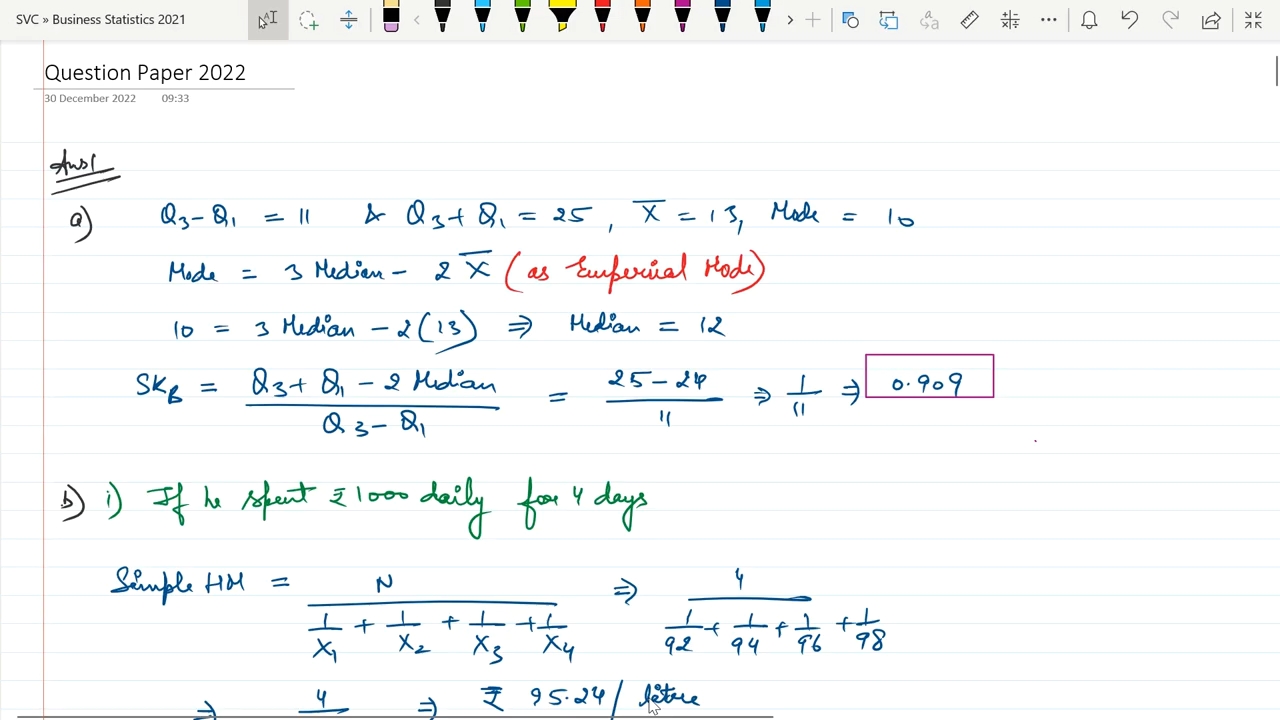 SVC » Business Statistics 2021
Question Paper 2022
30 December 2022 09:33
Ans1
a) Q3 - Q1 = 11 & Q3 + Q1 = 25, X̅ = 13, Mode = 10
Mode = 3 Median - 2 X̅ (as Emperical Mode)
10 = 3 Median - 2(13) ⇒ Median = 12
SKB = Q3 + Q1 - 2 Median / Q3 - Q1 = 25 - 24 / 11 ⇒ 1/11 ⇒ 0.909
b) i) If he spent ₹1000 daily for 4 days
Simple HM = N / 1/X1 + 1/X2 + 1/X3 + 1/X4 ⇒ 4 / 1/92 + 1/94 + 1/96 + 1/98
⇒ 4 ⇒ ₹ 95.24 / litre